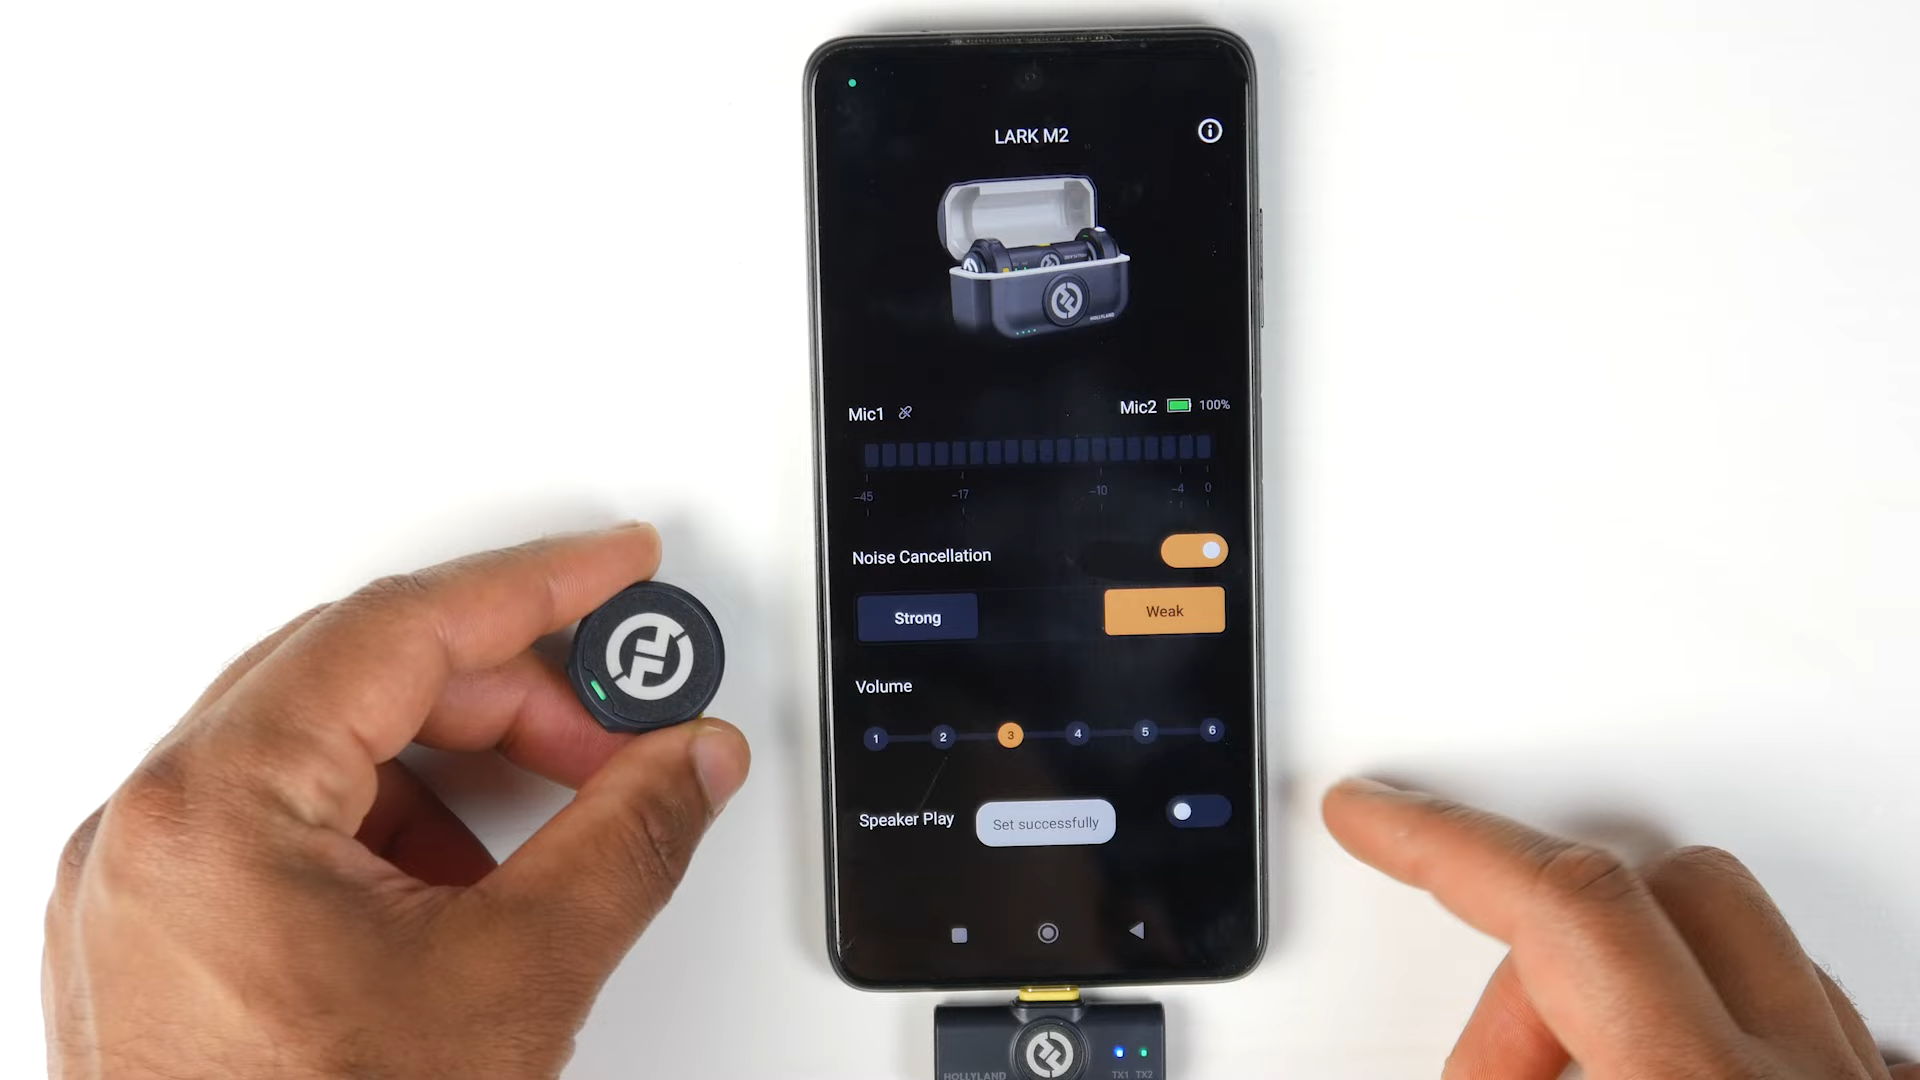 LARK M2
HOLLYLAND
Mic1
Mic2 100%
-45 -17 -10 -4 0
Noise Cancellation
Strong Weak
Volume
1 2 3 4 5 6
Speaker Play
Set successfully
HOLLYLAND TX1 TX2